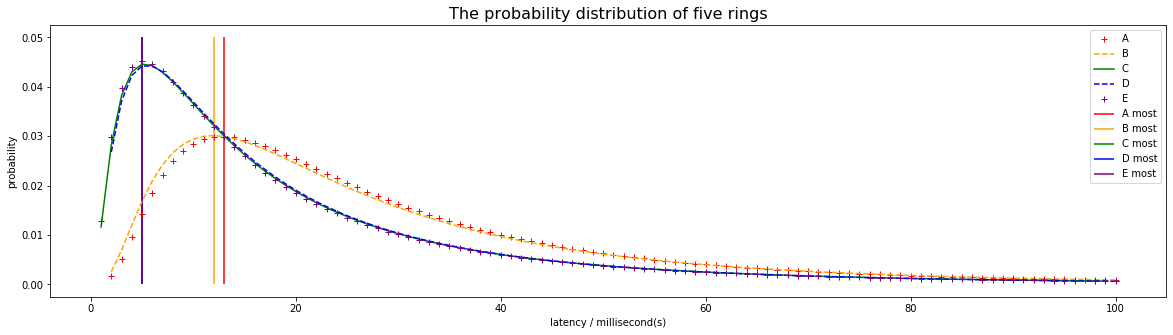 The probability distribution of five rings
probability
0.05
0.04
0.03
0.02
0.01
0.00
A
B
C
D
E
A most
B most
C most
D most
E most
0
20
40
60
80
100
latency / millisecond(s)